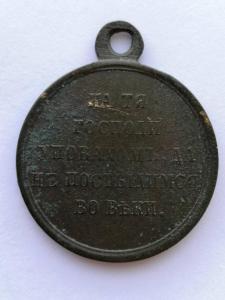 НА ТЯ
ГОСПОДИ
УПОВАХОМЪ, ДА
НЕ ПОСТЫДИМСЯ
ВО ВѢКИ.